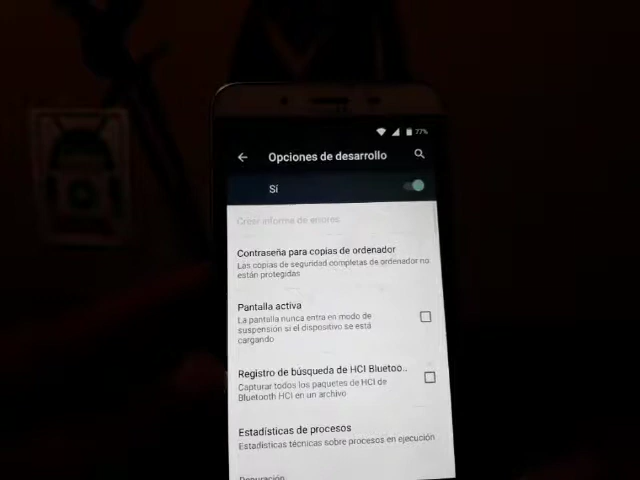 77%
Opciones de desarrollo
Sí
Crear informe de errores
Contraseña para copias de ordenador
Las copias de seguridad completas de ordenador no
están protegidas
Pantalla activa
La pantalla nunca entra en modo de
suspensión si el dispositivo se está
cargando
Registro de búsqueda de HCI Bluetoo..
Capturar todos los paquetes de HCI de
Bluetooth HCI en un archivo
Estadísticas de procesos
Estadísticas técnicas sobre procesos en ejecución
Depuración